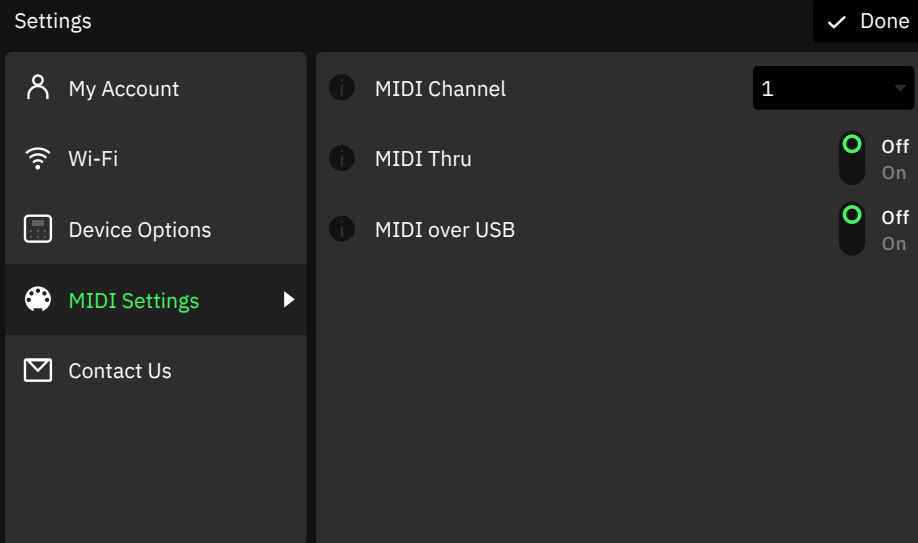 Settings
Done
My Account
Wi-Fi
Device Options
MIDI Settings
Contact Us
MIDI Channel
1
MIDI Thru
Off
On
MIDI over USB
Off
On